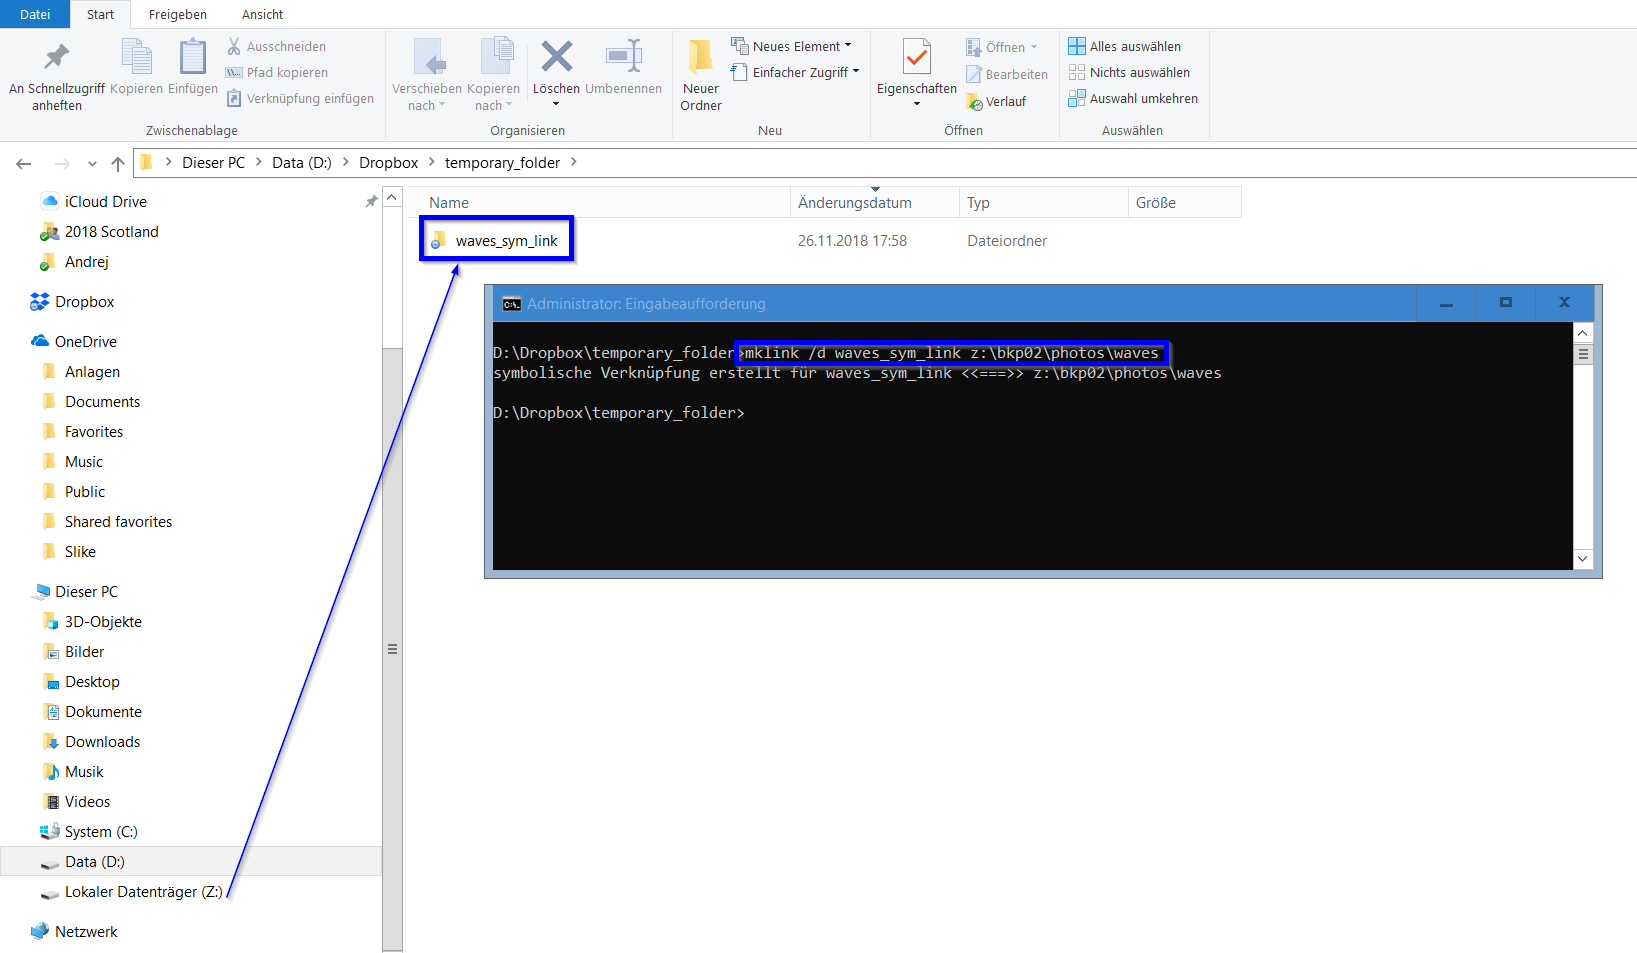 Datei Start Freigeben Ansicht
An Schnellzugriff anheften
Kopieren
Einfügen
Ausschneiden
Pfad kopieren
Verknüpfung einfügen
Zwischenablage
Verschieben nach
Kopieren nach
Löschen
Umbenennen
Organisieren
Neuer Ordner
Neues Element
Einfacher Zugriff
Neu
Eigenschaften
Öffnen
Bearbeiten
Verlauf
Öffnen
Alles auswählen
Nichts auswählen
Auswahl umkehren
Auswählen
Dieser PC > Data (D:) > Dropbox > temporary_folder >
iCloud Drive
2018 Scotland
Andrej
Dropbox
OneDrive
Anlagen
Documents
Favorites
Music
Public
Shared favorites
Slike
Dieser PC
3D-Objekte
Bilder
Desktop
Dokumente
Downloads
Musik
Videos
System (C:)
Data (D:)
Lokaler Datenträger (Z:)
Netzwerk
Name Änderungsdatum Typ Größe
waves_sym_link 26.11.2018 17:58 Dateiordner
Administrator: Eingabeaufforderung
D:\Dropbox\temporary_folder>mklink /d waves_sym_link z:\bkp02\photos\waves
symbolische Verknüpfung erstellt für waves_sym_link <<===>> z:\bkp02\photos\waves
D:\Dropbox\temporary_folder>